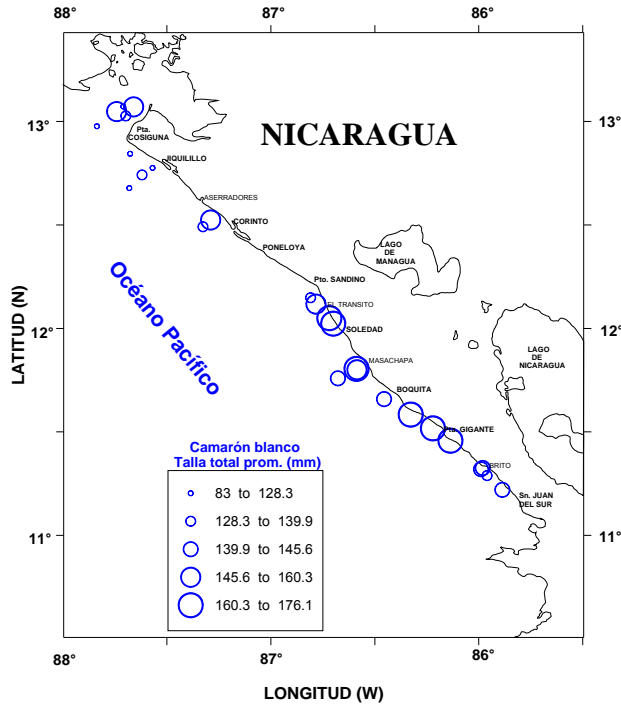 88°
87°
86°
13°
13°
NICARAGUA
Pta.
COSIGUNA
JIQUILILLO
ASERRADORES
CORINTO
PONELOYA
LAGO
DE
MANAGUA
Pto. SANDINO
EL TRANSITO
SOLEDAD
12°
12°
Océano Pacífico
LATITUD (N)
MASACHAPA
LAGO
DE
NICARAGUA
BOQUITA
Pta. GIGANTE
BRITO
Sn. JUAN
DEL SUR
Camarón blanco
Talla total prom. (mm)
83 to 128.3
128.3 to 139.9
139.9 to 145.6
145.6 to 160.3
160.3 to 176.1
11°
11°
88°
87°
86°
LONGITUD (W)